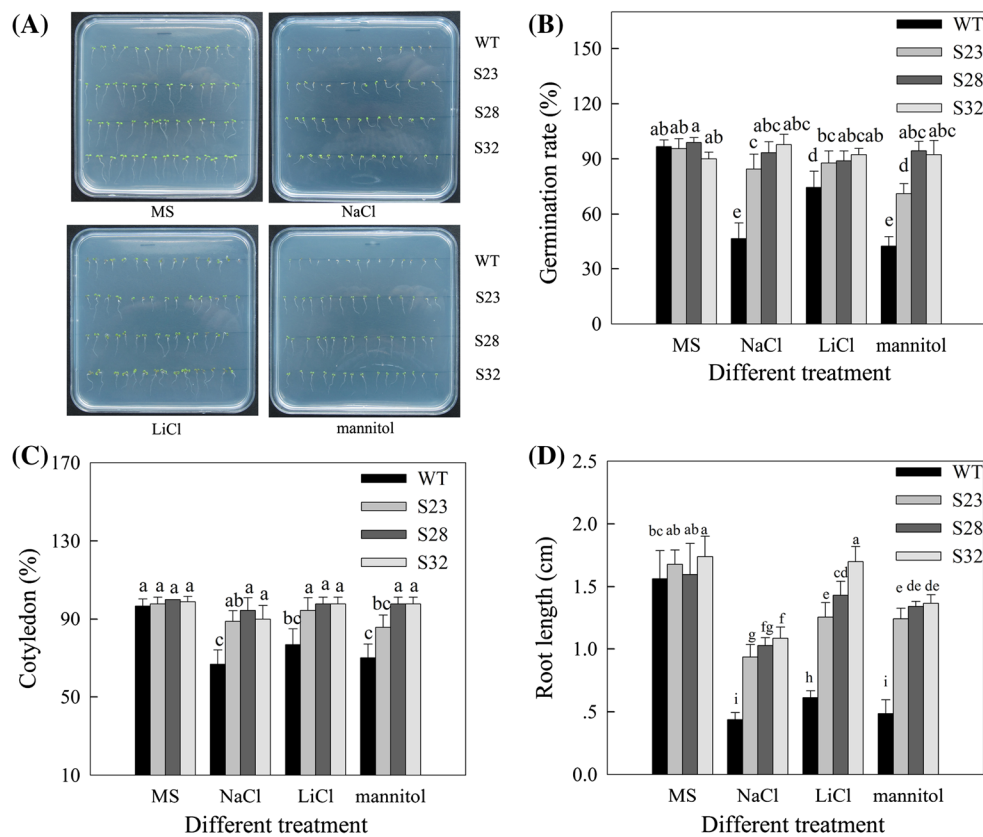 (A)
WT
S23
S28
S32
MS
NaCl
WT
S23
S28
S32
LiCl
mannitol
(B)
150
120
90
60
30
0
Germination rate (%)
WT
S23
S28
S32
ab ab a ab
e c abc abc
d bc abc ab
e d abc abc
MS NaCl LiCl mannitol
Different treatment
(C)
170
130
90
50
10
Cotyledon (%)
WT
S23
S28
S32
a a a a
c ab a a
bc a a a
c bc a a
MS NaCl LiCl mannitol
Different treatment
(D)
2.5
2.0
1.5
1.0
.5
0.0
Root length (cm)
WT
S23
S28
S32
bc ab ab a
i g fg f
h e cd a
i e de de
MS NaCl LiCl mannitol
Different treatment